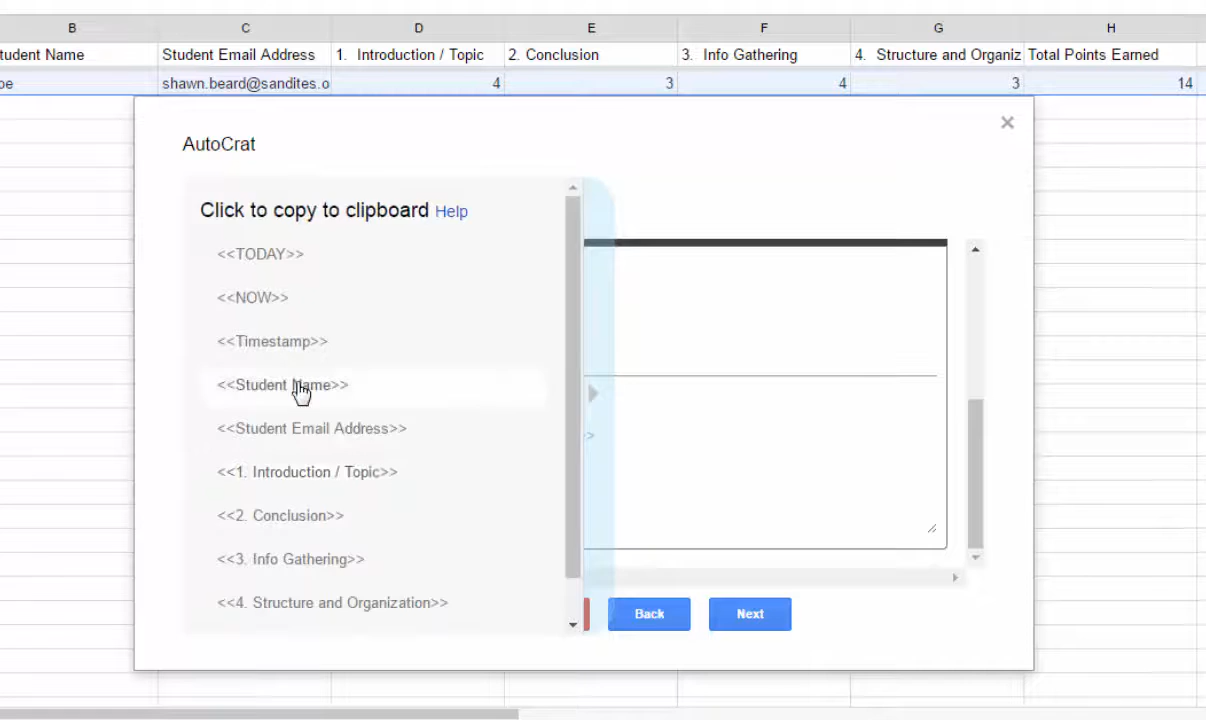 B C D E F G H
tudent Name Student Email Address 1. Introduction / Topic 2. Conclusion 3. Info Gathering 4. Structure and Organiz Total Points Earned
oe shawn.beard@sandites.o 4 3 4 3 14
AutoCrat
×
Click to copy to clipboard Help
<<TODAY>>
<<NOW>>
<<Timestamp>>
<<Student Name>>
<<Student Email Address>>
>
<<1. Introduction / Topic>>
<<2. Conclusion>>
<<3. Info Gathering>>
<<4. Structure and Organization>>
Back Next